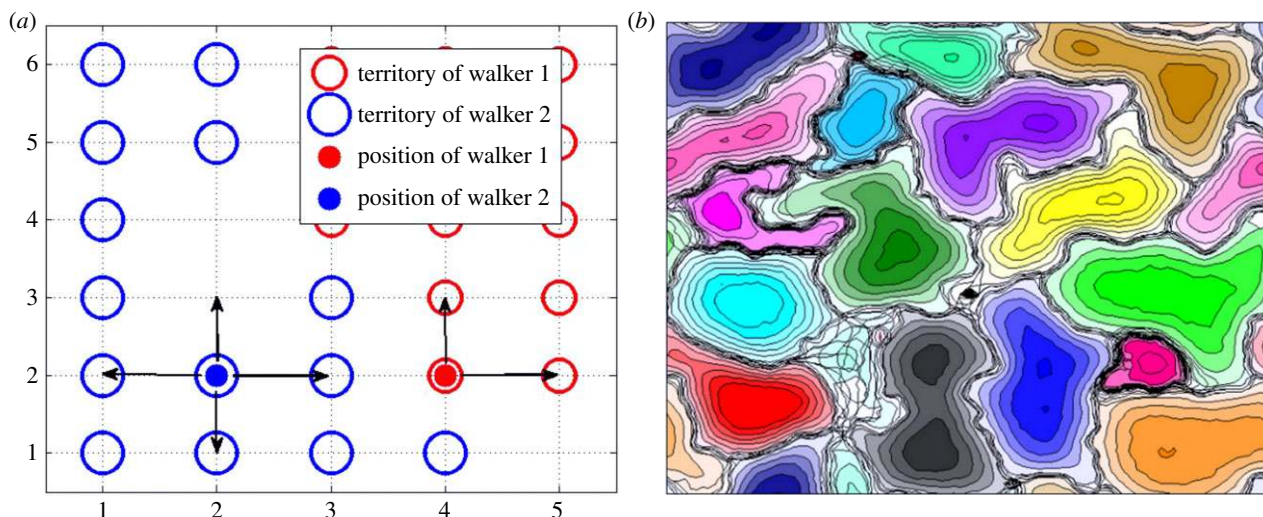 (a)
(b)
6
5
4
3
2
1
territory of walker 1
territory of walker 2
position of walker 1
position of walker 2
1 2 3 4 5